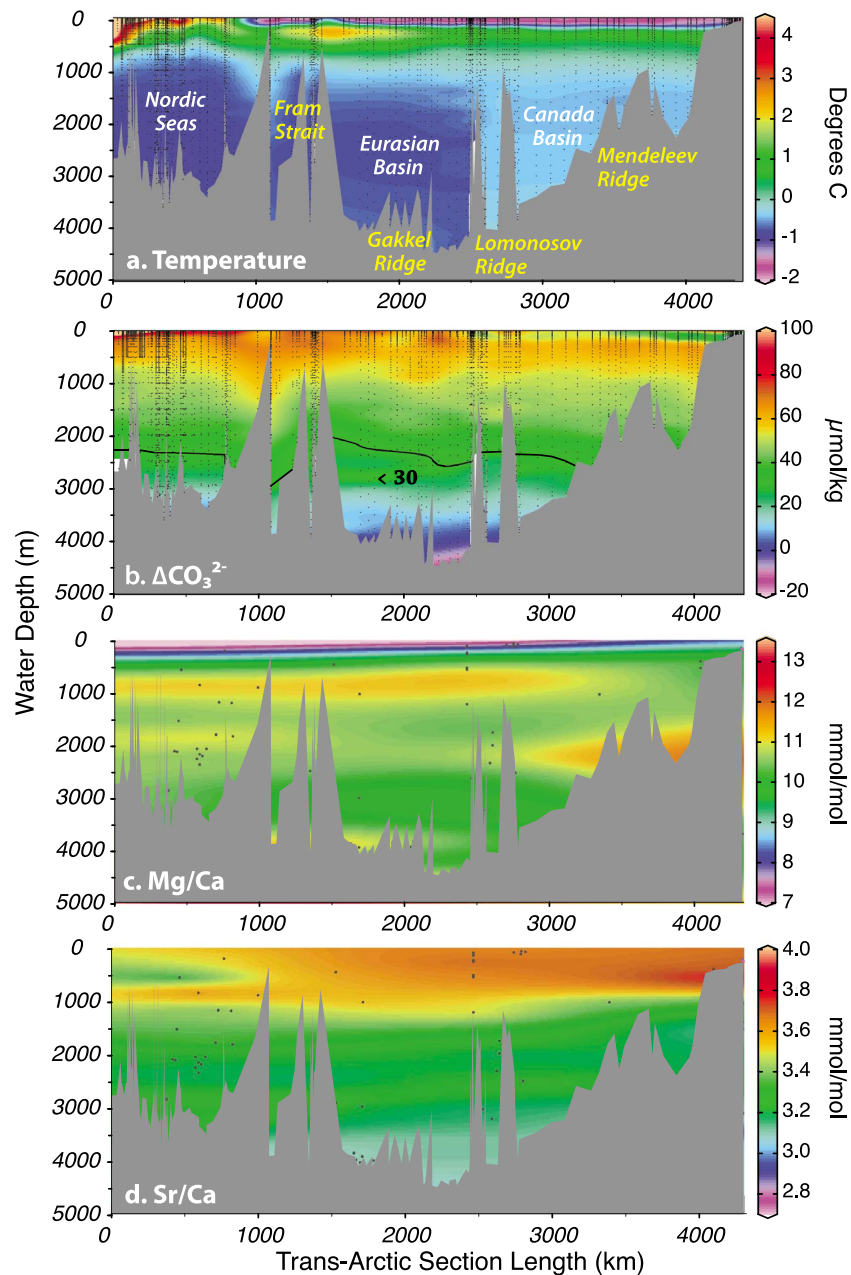 0
1000
2000
3000
4000
5000
Nordic
Seas
Fram
Strait
Eurasian
Basin
Canada
Basin
Mendeleev
Ridge
Gakkel
Ridge
Lomonosov
Ridge
a. Temperature
0 1000 2000 3000 4000
4
3
2
1
0
-1
-2
Degrees C
0
1000
2000
3000
4000
5000
< 30
b. ΔCO₃²⁻
0 1000 2000 3000 4000
100
80
60
40
20
0
-20
μmol/kg
Water Depth (m)
0
1000
2000
3000
4000
5000
c. Mg/Ca
0 1000 2000 3000 4000
13
12
11
10
9
8
7
mmol/mol
0
1000
2000
3000
4000
5000
d. Sr/Ca
0 1000 2000 3000 4000
4.0
3.8
3.6
3.4
3.2
3.0
2.8
mmol/mol
Trans-Arctic Section Length (km)